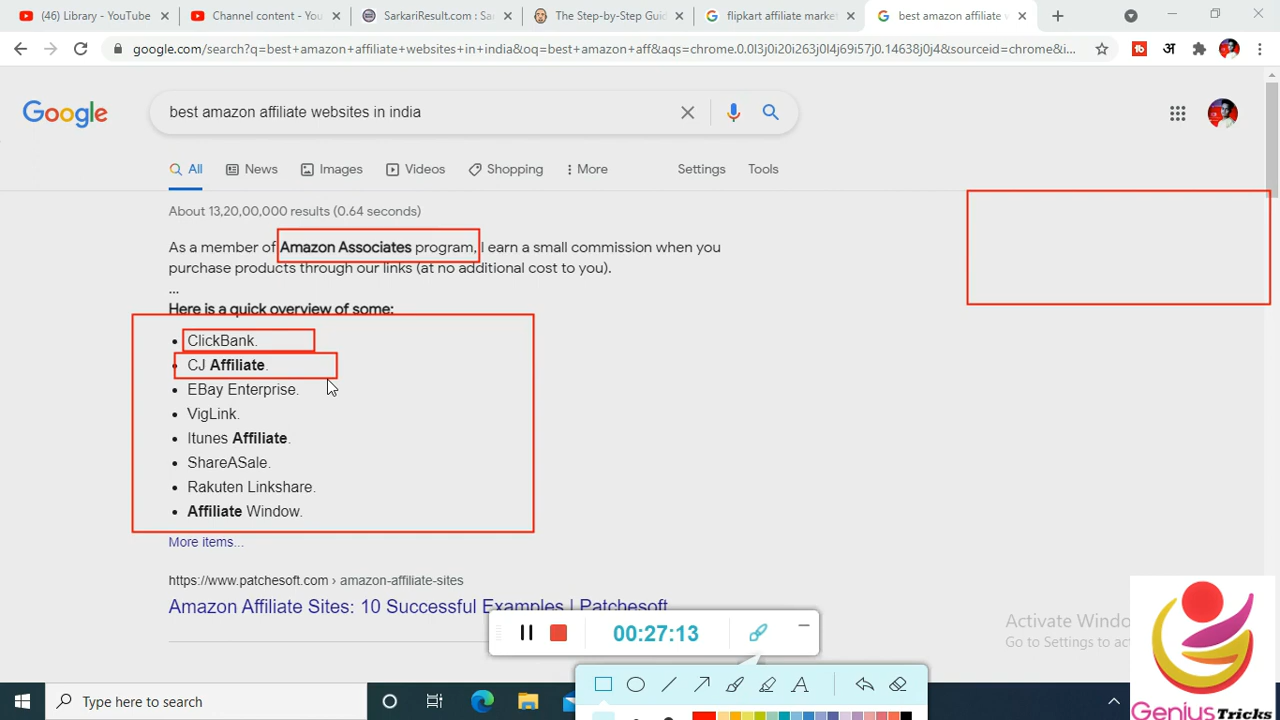 (46) Library - YouTube
Channel content - You
SarkariResult.com : Sar
The Step-by-Step Guid
flipkart affiliate market
best amazon affiliate w
google.com/search?q=best+amazon+affiliate+websites+in+india&oq=best+amazon+aff&aqs=chrome.0.0l3j0i20i263j0l4j69i57j0.14638j0j4&sourceid=chrome&i...
अ
Google
best amazon affiliate websites in india
All
News
Images
Videos
Shopping
More
Settings
Tools
About 13,20,00,000 results (0.64 seconds)
As a member of Amazon Associates program, I earn a small commission when you
purchase products through our links (at no additional cost to you).
...
Here is a quick overview of some:
• ClickBank.
• CJ Affiliate.
• EBay Enterprise.
• VigLink.
• Itunes Affiliate.
• ShareASale.
• Rakuten Linkshare.
• Affiliate Window.
More items...
https://www.patchesoft.com › amazon-affiliate-sites
Amazon Affiliate Sites: 10 Successful Examples | Patchesoft
00:27:13
A
Activate Windo
Go to Settings to act
Genius Tricks
Type here to search